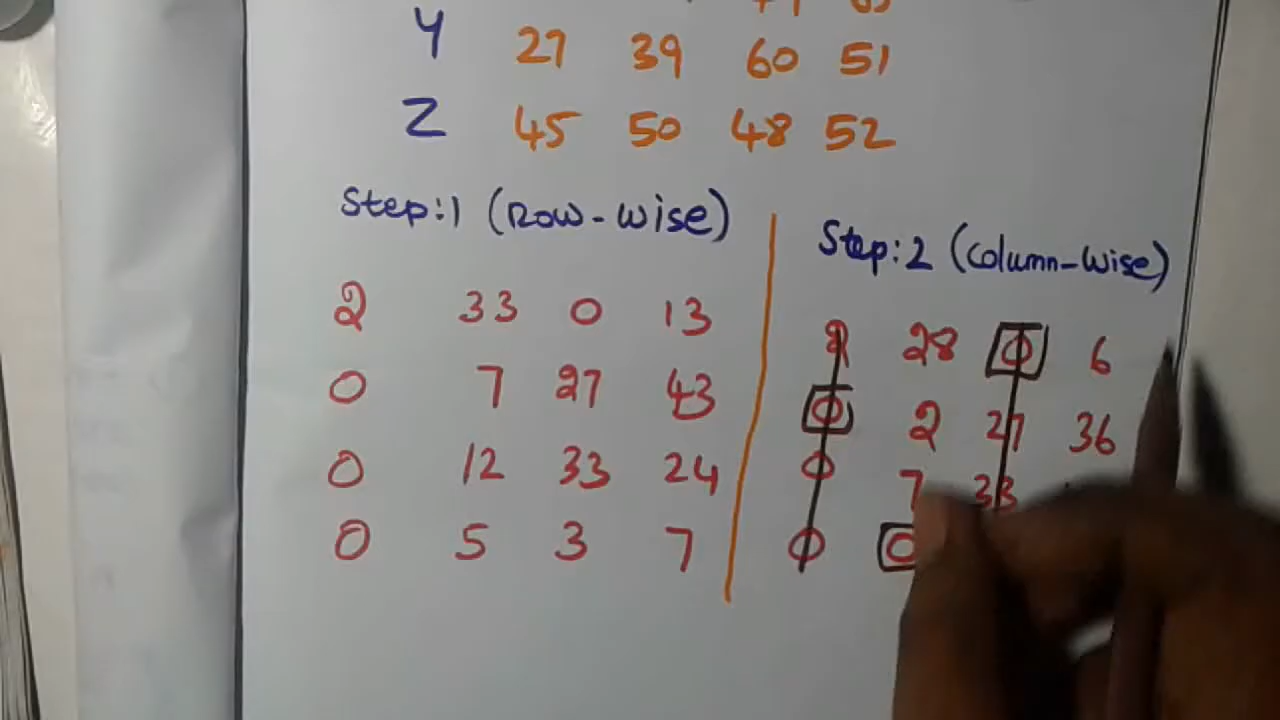 Y 27 39 60 51
Z 45 50 48 52
Step:1 (Row-wise)
2 33 0 13
0 7 27 43
0 12 33 24
0 5 3 7
Step:2 (Column-wise)
2 28 0 6
0 2 27 36
0 7 33
0 0